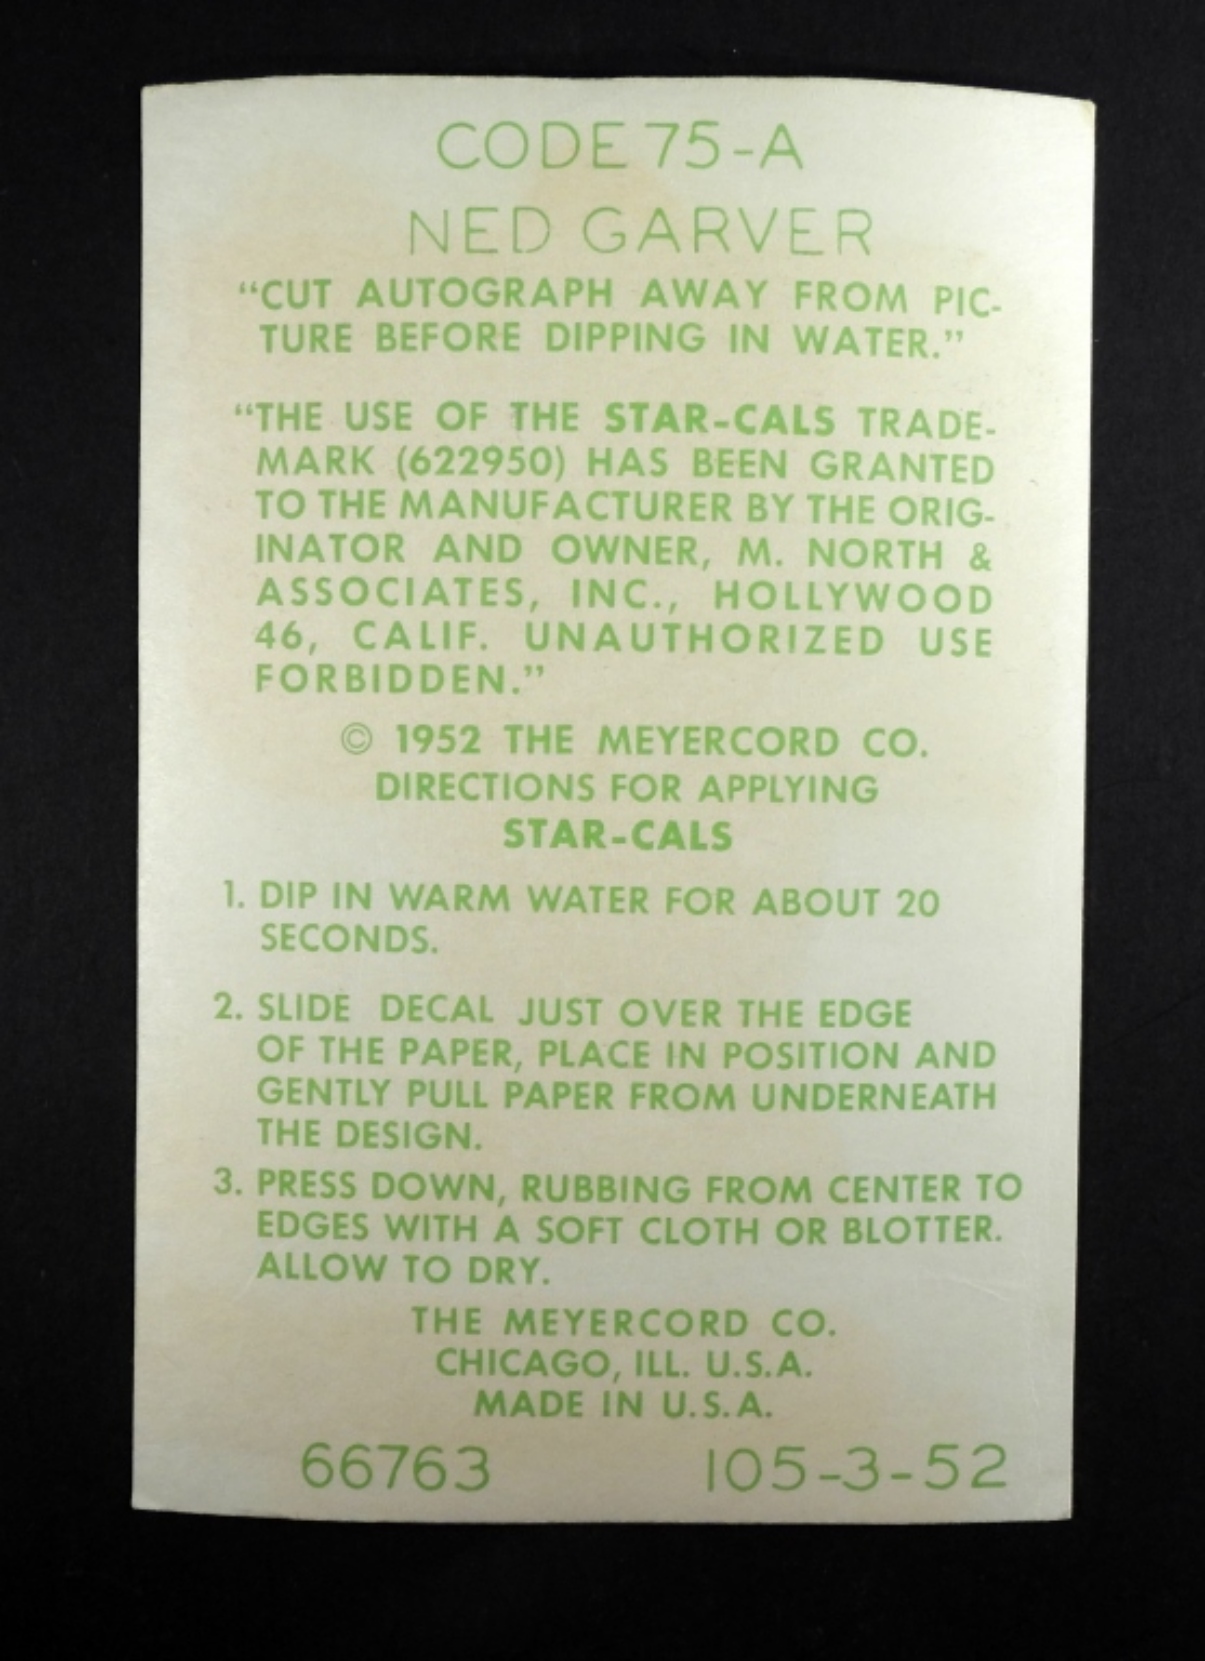 CODE 75-A
NED GARVER
“CUT AUTOGRAPH AWAY FROM PIC-
TURE BEFORE DIPPING IN WATER.”
“THE USE OF THE STAR-CALS TRADE-
MARK (622950) HAS BEEN GRANTED
TO THE MANUFACTURER BY THE ORIG-
INATOR AND OWNER, M. NORTH &
ASSOCIATES, INC., HOLLYWOOD
46, CALIF. UNAUTHORIZED USE
FORBIDDEN.”
© 1952 THE MEYERCORD CO.
DIRECTIONS FOR APPLYING
STAR-CALS
1. DIP IN WARM WATER FOR ABOUT 20
SECONDS.
2. SLIDE DECAL JUST OVER THE EDGE
OF THE PAPER, PLACE IN POSITION AND
GENTLY PULL PAPER FROM UNDERNEATH
THE DESIGN.
3. PRESS DOWN, RUBBING FROM CENTER TO
EDGES WITH A SOFT CLOTH OR BLOTTER.
ALLOW TO DRY.
THE MEYERCORD CO.
CHICAGO, ILL. U.S.A.
MADE IN U.S.A.
66763 105-3-52